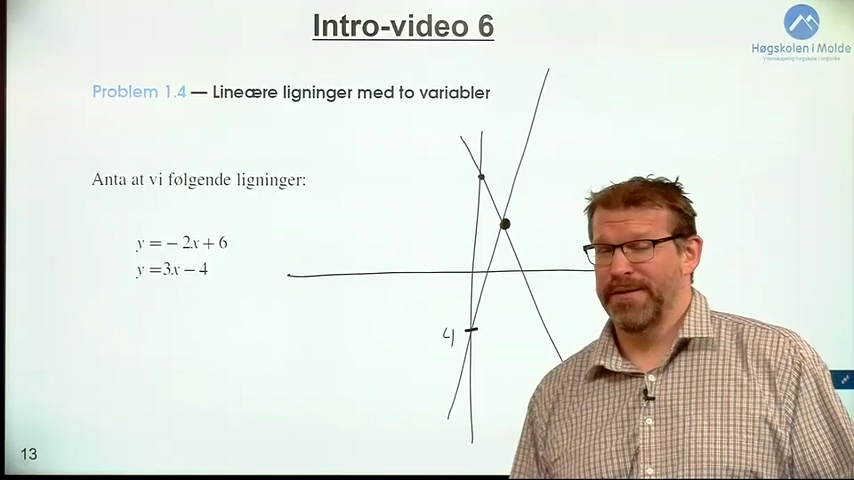 Intro-video 6
Høgskolen i Molde
Problem 1.4 — Lineære ligninger med to variabler
Anta at vi følgende ligninger:
y = − 2x + 6
y =3x − 4
4
13